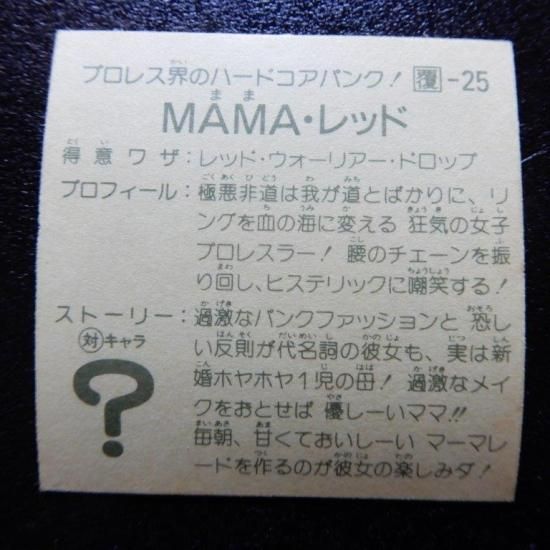 プロレス界のハードコアパンク! 覆-25
MAMA・レッド
得意ワザ:レッド・ウォーリアー・ドロップ
プロフィール:極悪非道は我が道とばかりに、リ
ングを血の海に変える 狂気の女子
プロレスラー! 腰のチェーンを振
り回し、ヒステリックに嘲笑する!
ストーリー:過激なパンクファッションと 恐し
対キャラ い反則が代名詞の彼女も、実は新
婚ホヤホヤ1児の母! 過激なメイ
クをおとせば 優しーいママ!!
毎朝、甘くておいしーい マーマレ
ードを作るのが彼女の楽しみダ!
?